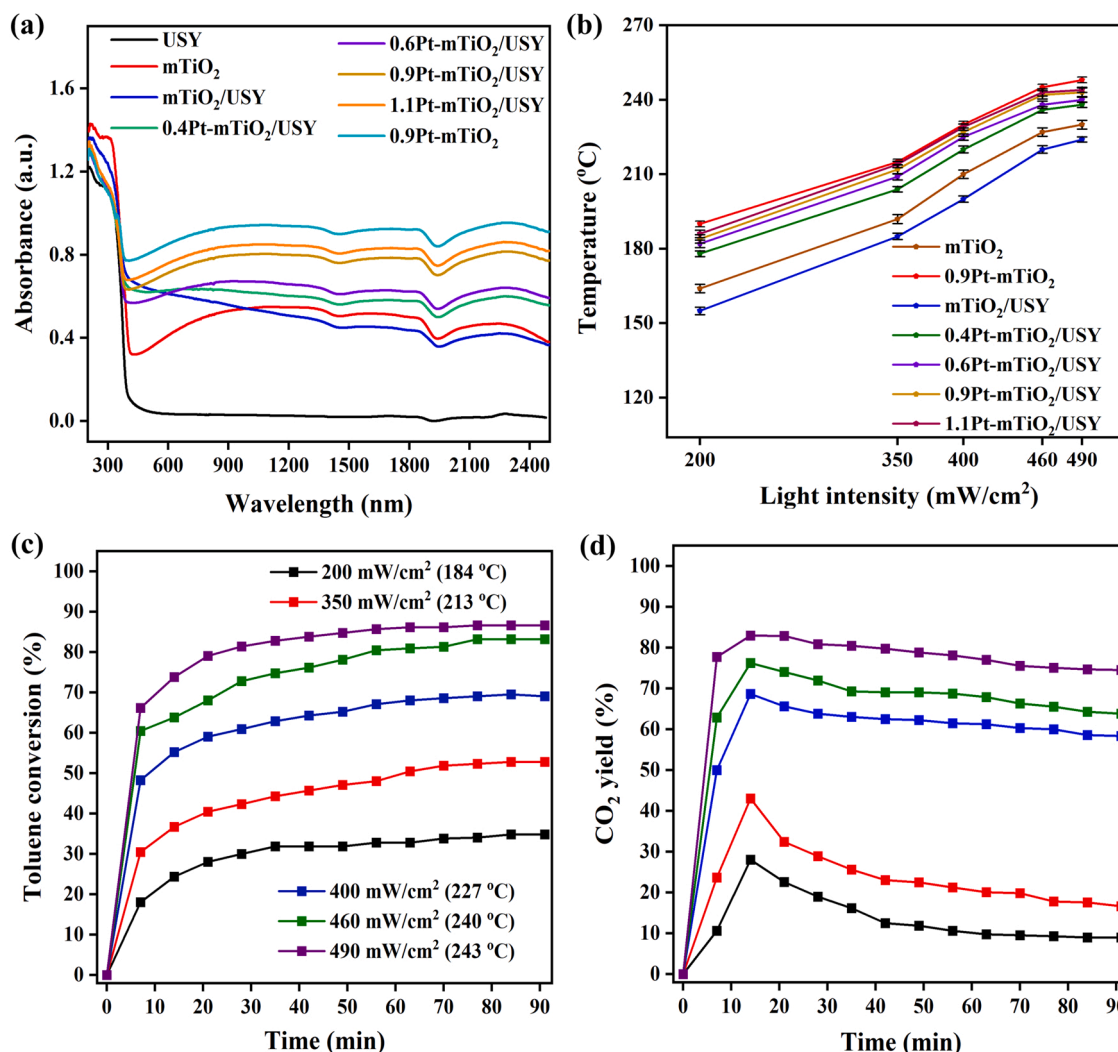 (a)
USY
mTiO₂
mTiO₂/USY
0.4Pt-mTiO₂/USY
0.6Pt-mTiO₂/USY
0.9Pt-mTiO₂/USY
1.1Pt-mTiO₂/USY
0.9Pt-mTiO₂
1.6
1.2
0.8
0.4
0.0
Absorbance (a.u.)
300 600 900 1200 1500 1800 2100 2400
Wavelength (nm)
(b)
270
240
210
180
150
120
Temperature (⁰C)
mTiO₂
0.9Pt-mTiO₂
mTiO₂/USY
0.4Pt-mTiO₂/USY
0.6Pt-mTiO₂/USY
0.9Pt-mTiO₂/USY
1.1Pt-mTiO₂/USY
200 350 400 460 490
Light intensity (mW/cm²)
(c)
100
90
80
70
60
50
40
30
20
10
0
Toluene conversion (%)
200 mW/cm² (184 ⁰C)
350 mW/cm² (213 ⁰C)
400 mW/cm² (227 ⁰C)
460 mW/cm² (240 ⁰C)
490 mW/cm² (243 ⁰C)
0 10 20 30 40 50 60 70 80 90
Time (min)
(d)
100
90
80
70
60
50
40
30
20
10
0
CO₂ yield (%)
0 10 20 30 40 50 60 70 80 90
Time (min)